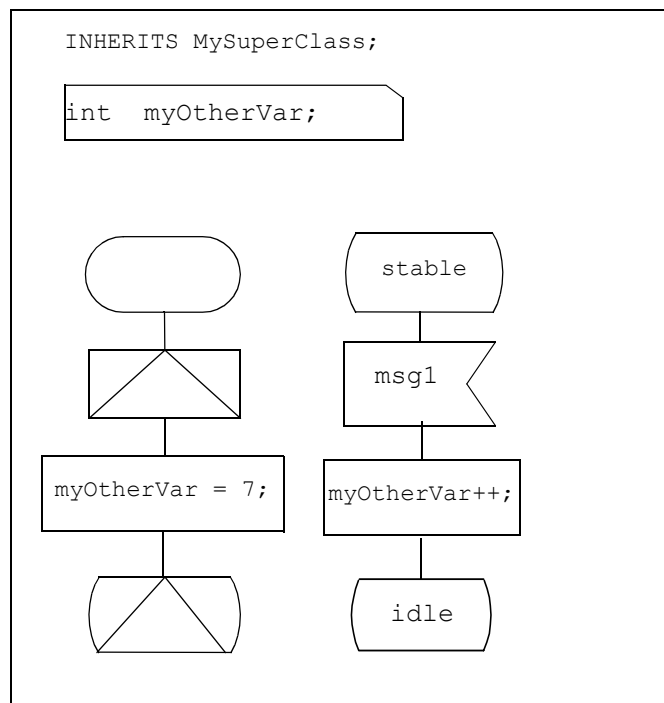 INHERITS MySuperClass;
int myOtherVar;
stable
msg1
myOtherVar = 7;
myOtherVar++;
idle